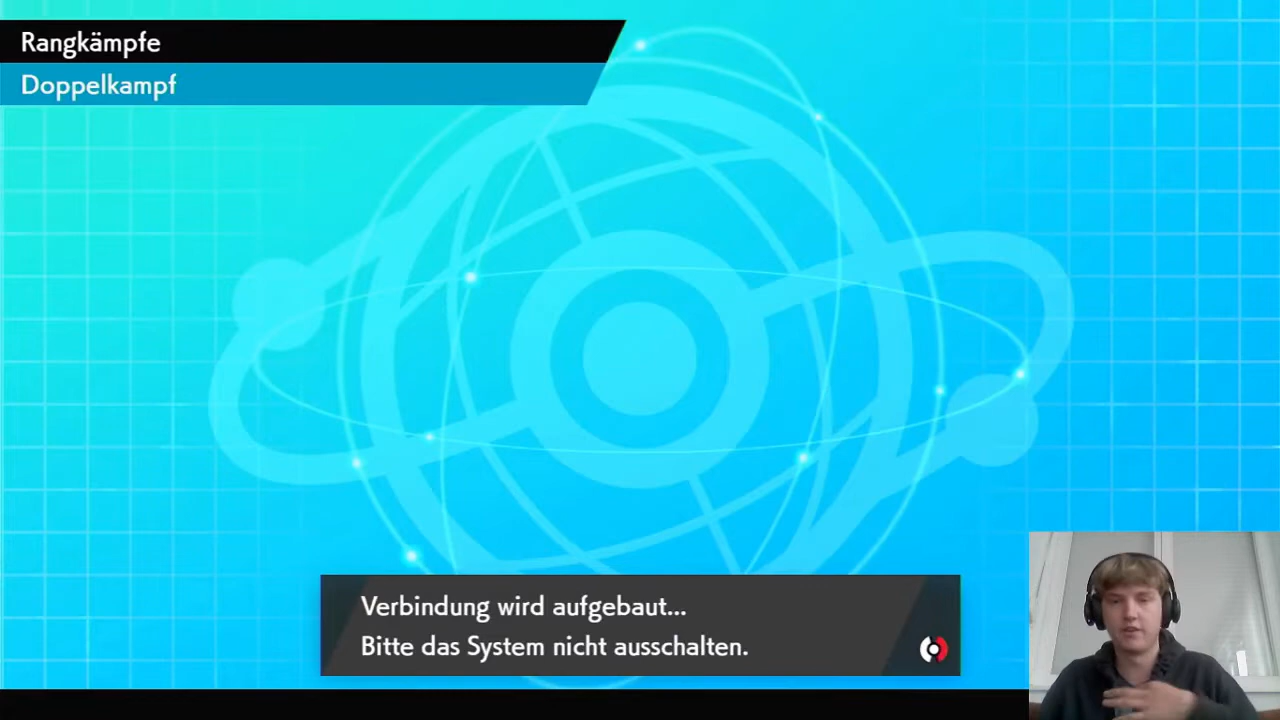 Rangkämpfe
Doppelkampf
Verbindung wird aufgebaut...
Bitte das System nicht ausschalten.